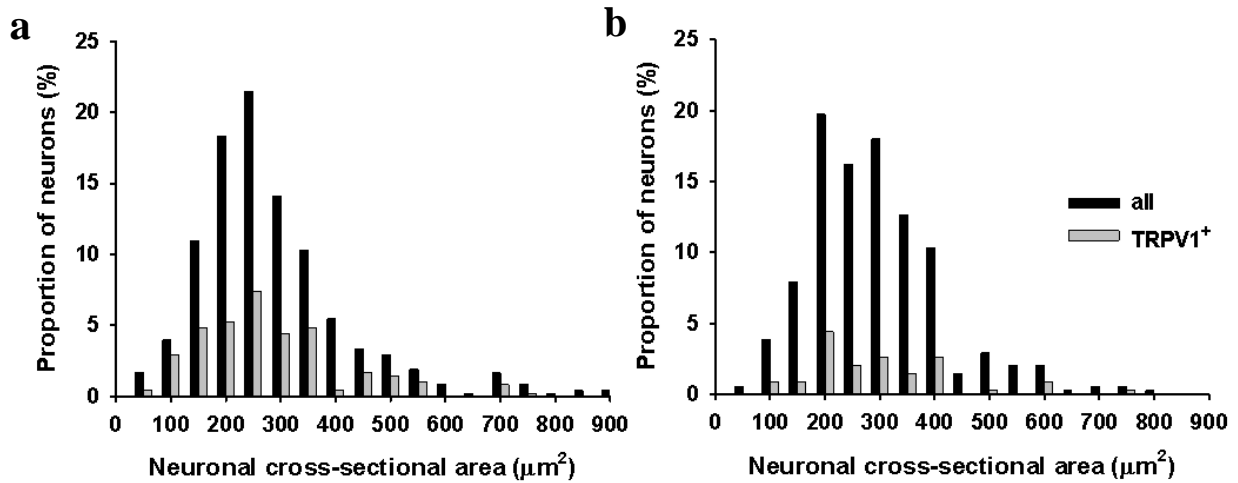 a
25
20
15
10
5
0
Proportion of neurons (%)
0 100 200 300 400 500 600 700 800 900
Neuronal cross-sectional area (μm²)
b
25
20
15
10
5
0
Proportion of neurons (%)
0 100 200 300 400 500 600 700 800 900
Neuronal cross-sectional area (μm²)
all
TRPV1⁺